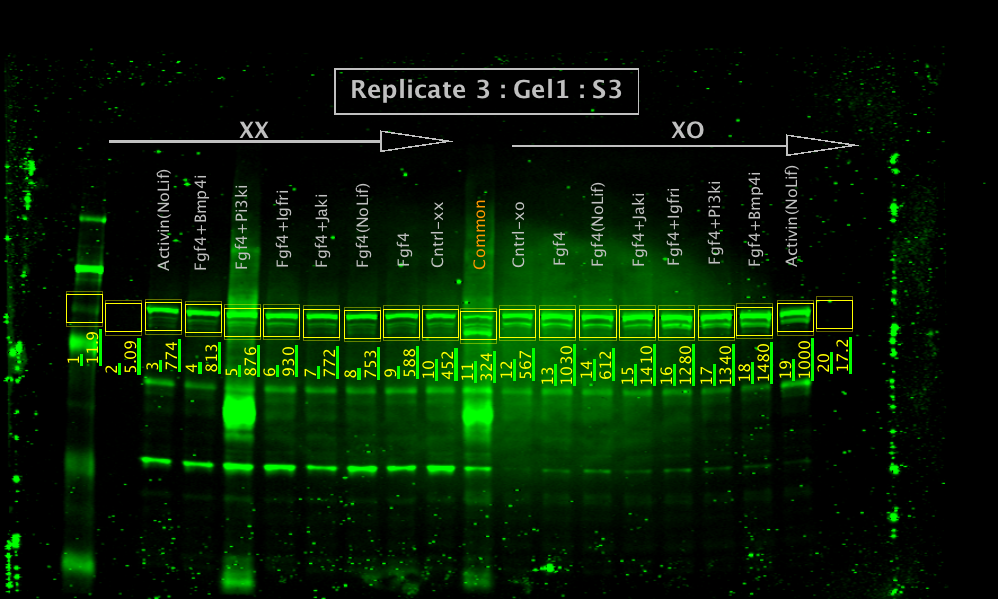 Replicate 3 : Gel1 : S3
XX
XO
Activin(NoLif)
Fgf4+Bmp4i
Fgf4+Pi3ki
Fgf4+Igfri
Fgf4+Jaki
Fgf4(NoLif)
Fgf4
Cntrl-xx
Common
Cntrl-xo
Fgf4
Fgf4(NoLif)
Fgf4+Jaki
Fgf4+Igfri
Fgf4+Pi3ki
Fgf4+Bmp4i
Activin(NoLif)
1
11.9
2
5.09
3
774
4
813
5
876
6
930
7
772
8
753
9
588
10
452
11
324
12
567
13
1030
14
612
15
1410
16
1280
17
1340
18
1480
19
1000
20
17.2